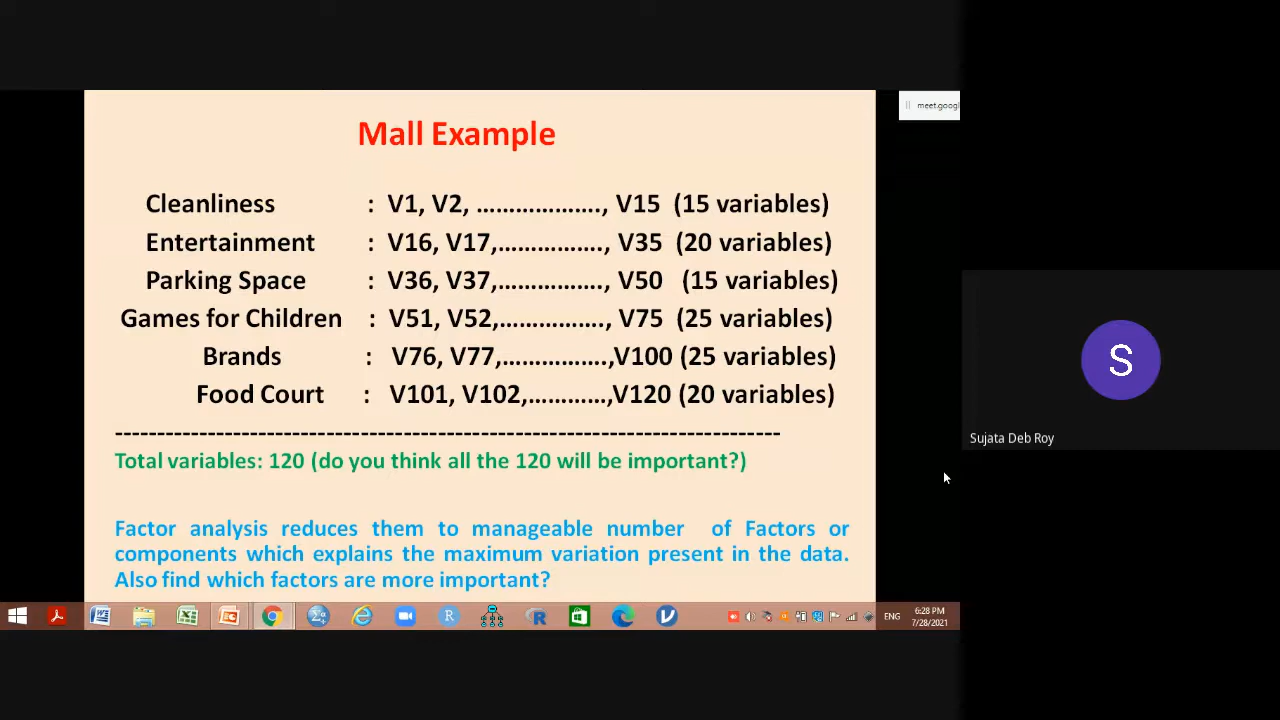 Mall Example
meet.googl
Cleanliness : V1, V2, ………………., V15 (15 variables)
Entertainment : V16, V17,……………., V35 (20 variables)
Parking Space : V36, V37,……………., V50 (15 variables)
Games for Children : V51, V52,……………., V75 (25 variables)
Brands : V76, V77,…………….,V100 (25 variables)
Food Court : V101, V102,…………,V120 (20 variables)
--------------------------------------------------------------------------------
Total variables: 120 (do you think all the 120 will be important?)
Factor analysis reduces them to manageable number of Factors or
components which explains the maximum variation present in the data.
Also find which factors are more important?
S
Sujata Deb Roy
ENG
6:28 PM
7/28/2021